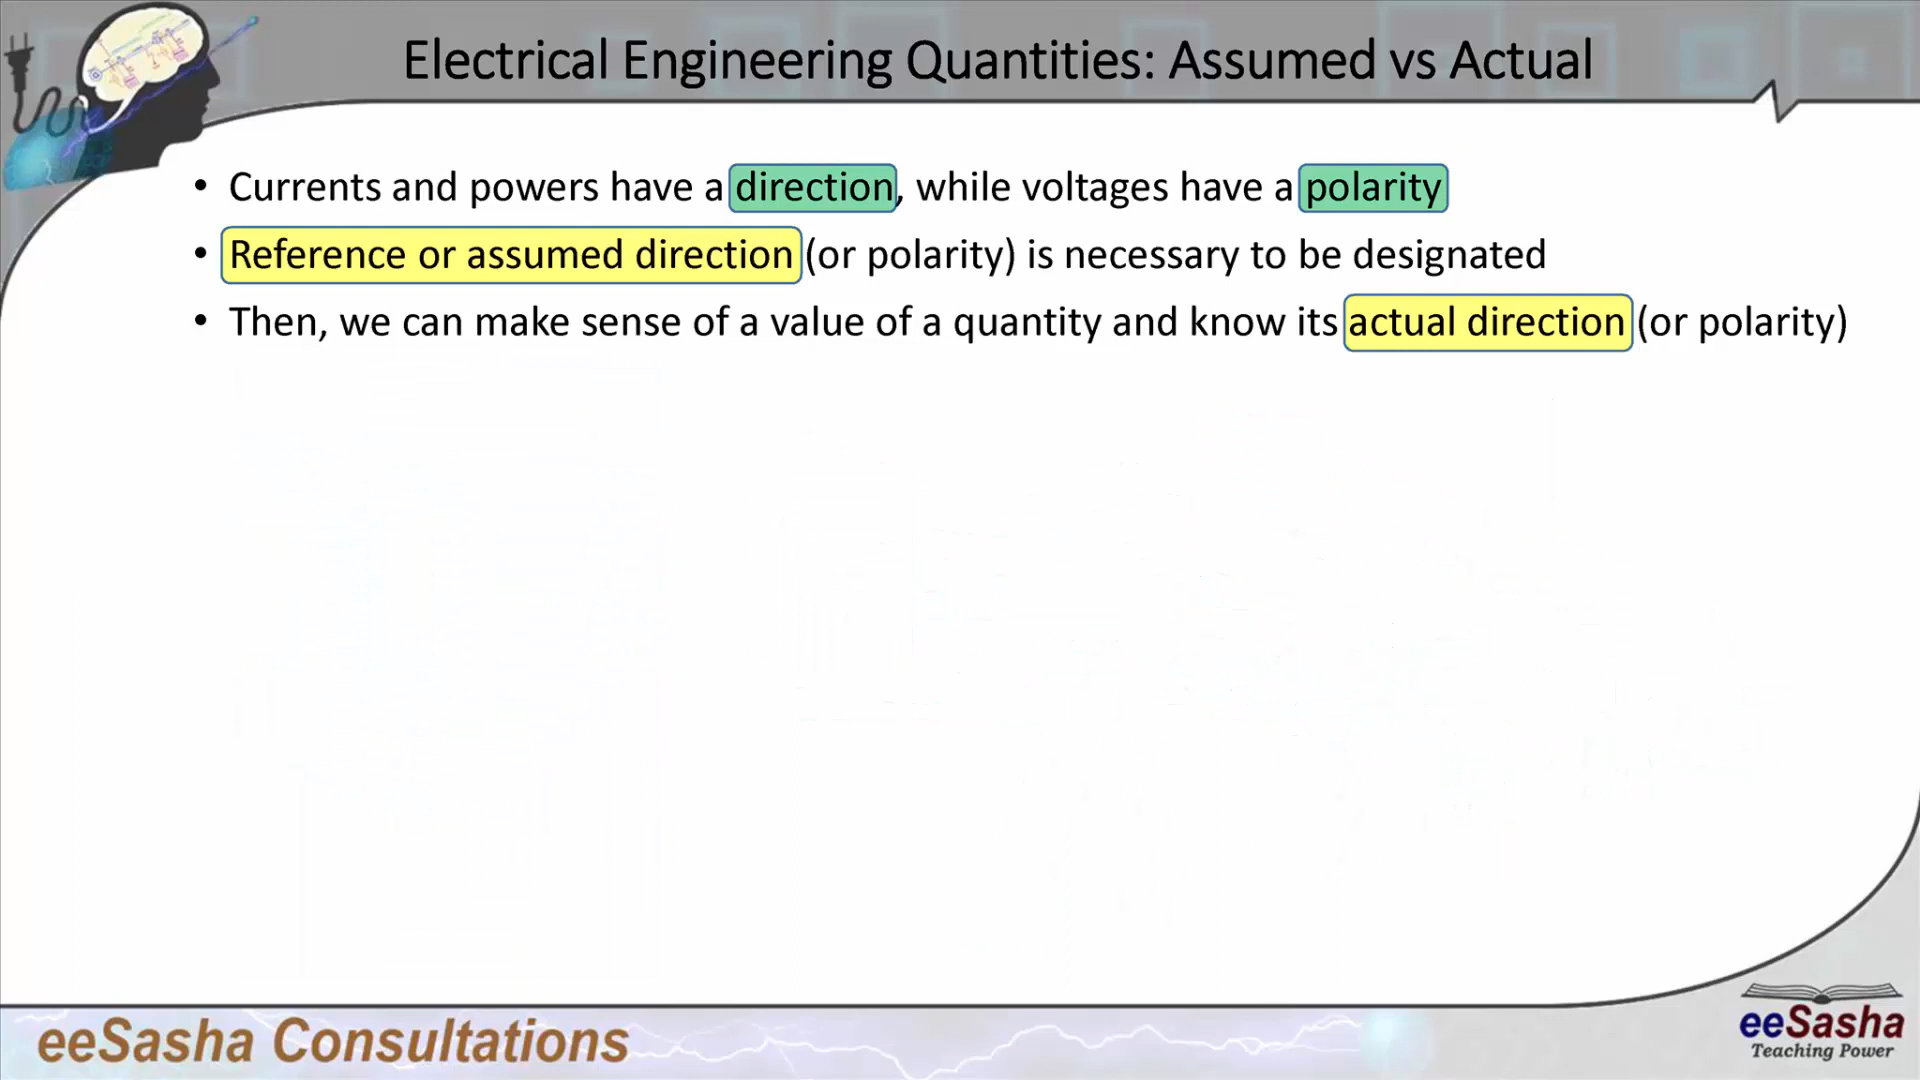 Electrical Engineering Quantities: Assumed vs Actual
• Currents and powers have a direction, while voltages have a polarity
• Reference or assumed direction (or polarity) is necessary to be designated
• Then, we can make sense of a value of a quantity and know its actual direction (or polarity)
eeSasha Consultations
eeSasha
Teaching Power